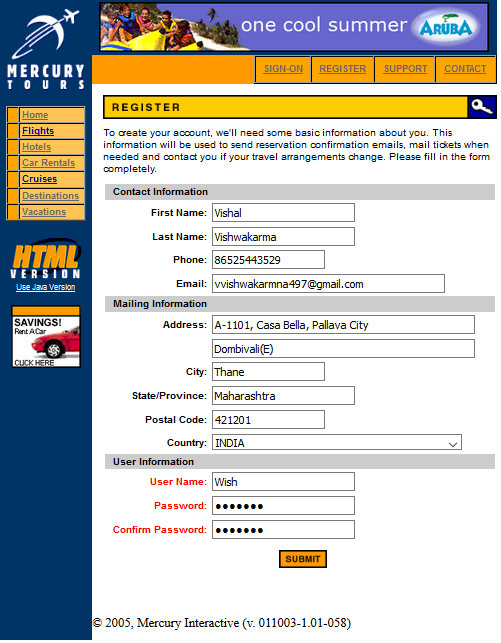 one cool summer ARUBA
MERCURY
TOURS
SIGN-ON REGISTER SUPPORT CONTACT
Home
Flights
Hotels
Car Rentals
Cruises
Destinations
Vacations
HTML
VERSION
Use Java Version
SAVINGS!
Rent A Car
CLICK HERE
REGISTER
To create your account, we'll need some basic information about you. This
information will be used to send reservation confirmation emails, mail tickets when
needed and contact you if your travel arrangements change. Please fill in the form
completely.
Contact Information
First Name: Vishal
Last Name: Vishwakarma
Phone: 86525443529
Email: vvishwakarmna497@gmail.com
Mailing Information
Address: A-1101, Casa Bella, Pallava City
Dombivali(E)
City: Thane
State/Province: Maharashtra
Postal Code: 421201
Country: INDIA
User Information
User Name: Wish
Password: •••••••
Confirm Password: •••••••
SUBMIT
© 2005, Mercury Interactive (v. 011003-1.01-058)